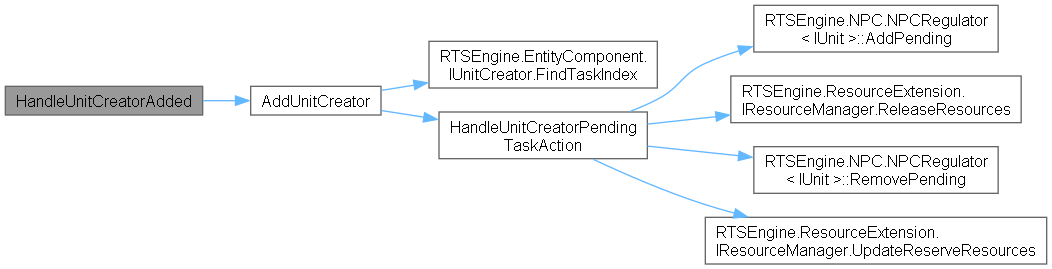 HandleUnitCreatorAdded
AddUnitCreator
RTSEngine.EntityComponent.
IUnitCreator.FindTaskIndex
HandleUnitCreatorPending
TaskAction
RTSEngine.NPC.NPCRegulator
< IUnit >::AddPending
RTSEngine.ResourceExtension.
IResourceManager.ReleaseResources
RTSEngine.NPC.NPCRegulator
< IUnit >::RemovePending
RTSEngine.ResourceExtension.
IResourceManager.UpdateReserveResources